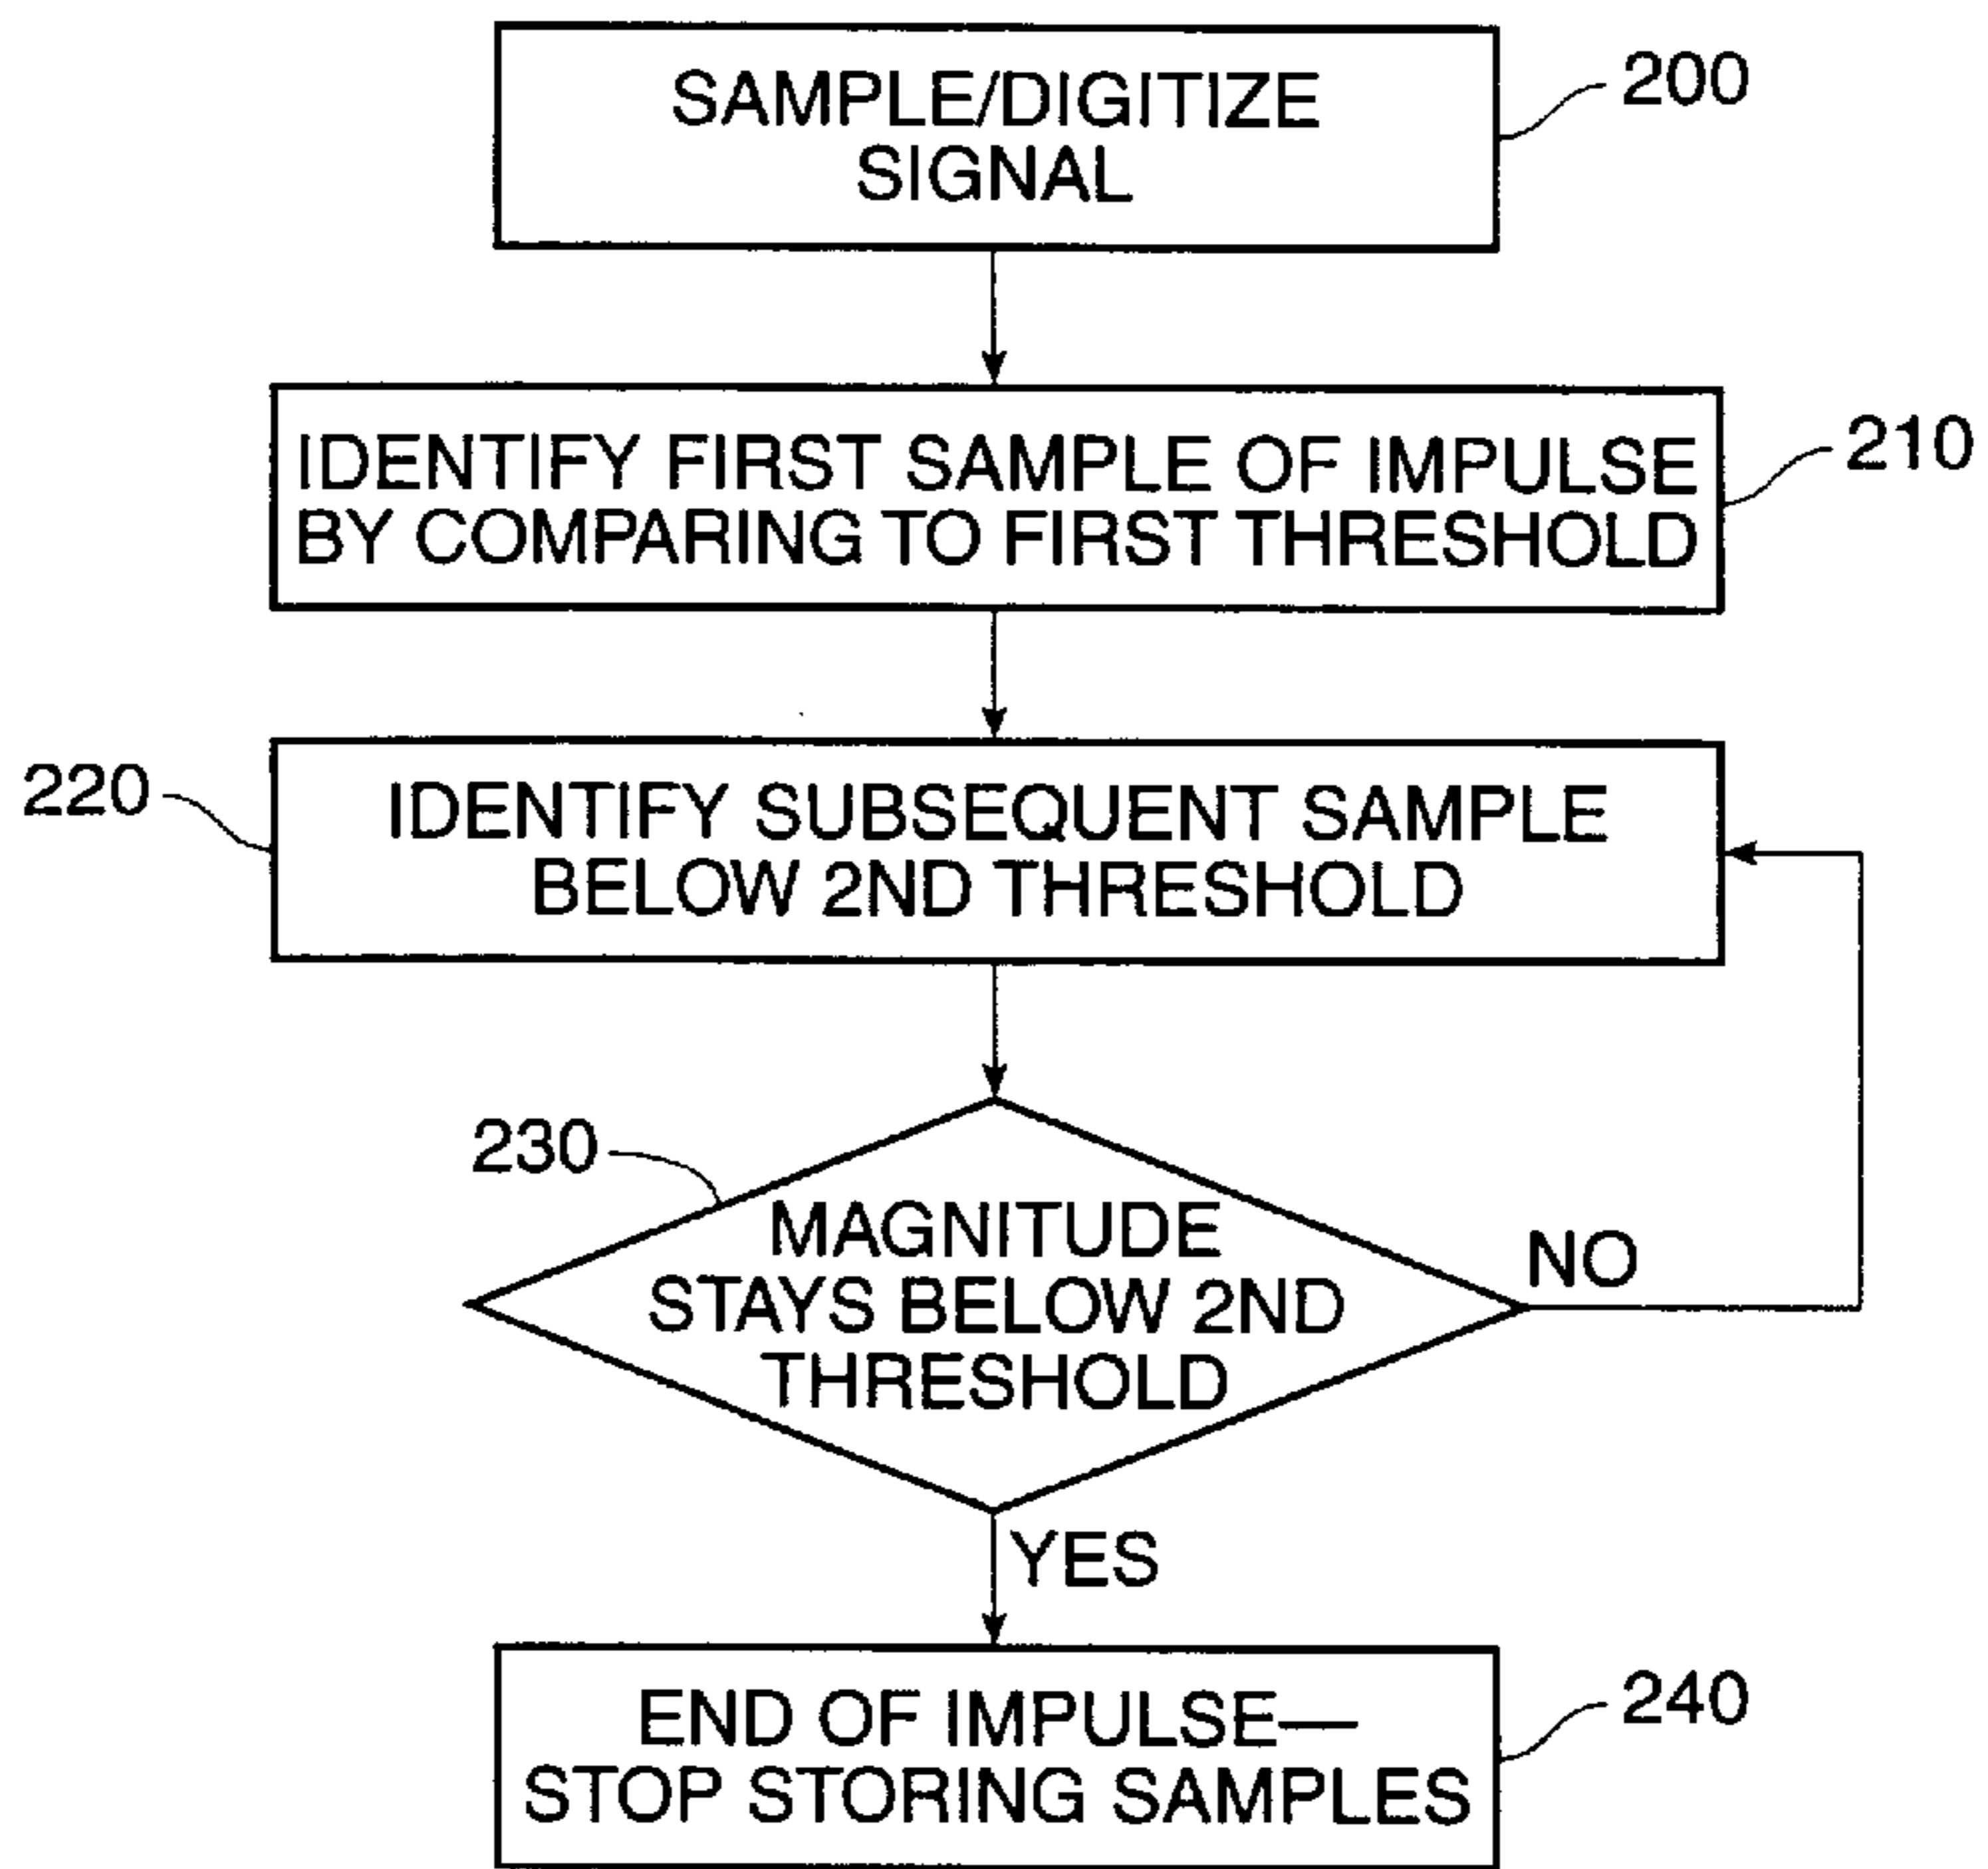 SAMPLE/DIGITIZE
SIGNAL
200
IDENTIFY FIRST SAMPLE OF IMPULSE
BY COMPARING TO FIRST THRESHOLD
210
220
IDENTIFY SUBSEQUENT SAMPLE
BELOW 2ND THRESHOLD
230
MAGNITUDE
STAYS BELOW 2ND
THRESHOLD
NO
YES
END OF IMPULSE—
STOP STORING SAMPLES
240